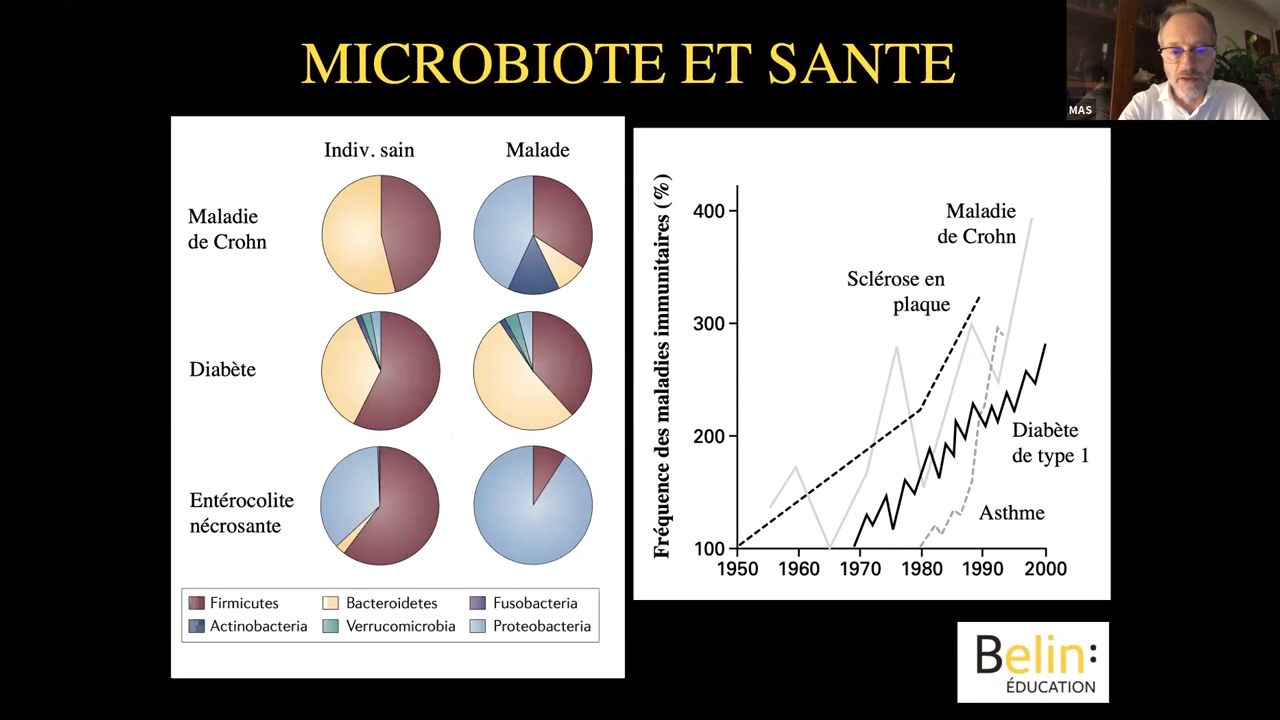 MICROBIOTE ET SANTE
MAS
Indiv. sain
Malade
Maladie
de Crohn
Diabète
Entérocolite
nécrosante
Firmicutes
Bacteroidetes
Fusobacteria
Actinobacteria
Verrucomicrobia
Proteobacteria
Fréquence des maladies immunitaires (%)
400
300
200
100
1950
1960
1970
1980
1990
2000
Maladie
de Crohn
Sclérose en
plaque
Diabète
de type 1
Asthme
Belin:
ÉDUCATION